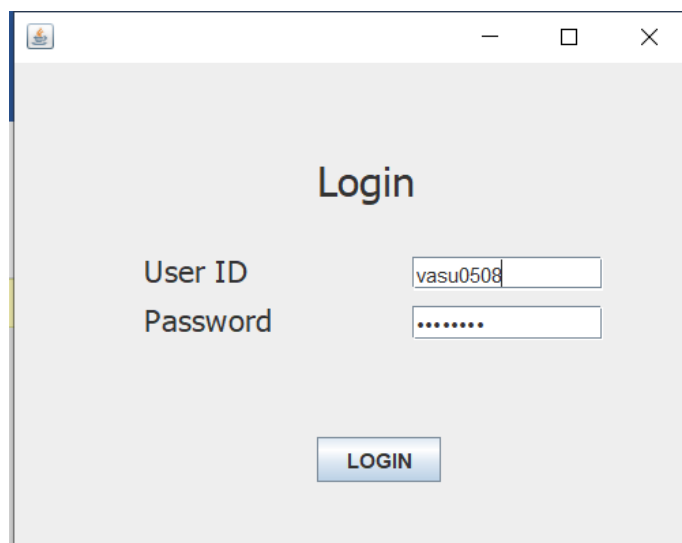 Login
User ID vasu0508
Password ••••••••
LOGIN